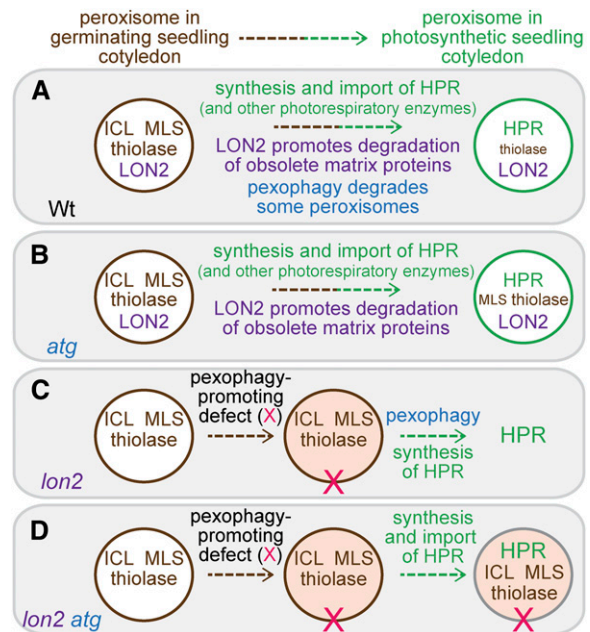 peroxisome in
germinating seedling
cotyledon
peroxisome in
photosynthetic seedling
cotyledon
A
ICL MLS
thiolase
LON2
Wt
synthesis and import of HPR
(and other photorespiratory enzymes)
LON2 promotes degradation
of obsolete matrix proteins
pexophagy degrades
some peroxisomes
HPR
thiolase
LON2
B
ICL MLS
thiolase
LON2
atg
synthesis and import of HPR
(and other photorespiratory enzymes)
LON2 promotes degradation
of obsolete matrix proteins
HPR
MLS thiolase
LON2
C
ICL MLS
thiolase
lon2
pexophagy-
promoting
defect (X)
ICL MLS
thiolase
X
pexophagy
synthesis
of HPR
HPR
D
ICL MLS
thiolase
lon2 atg
pexophagy-
promoting
defect (X)
ICL MLS
thiolase
X
synthesis
and import
of HPR
HPR
ICL MLS
thiolase
X